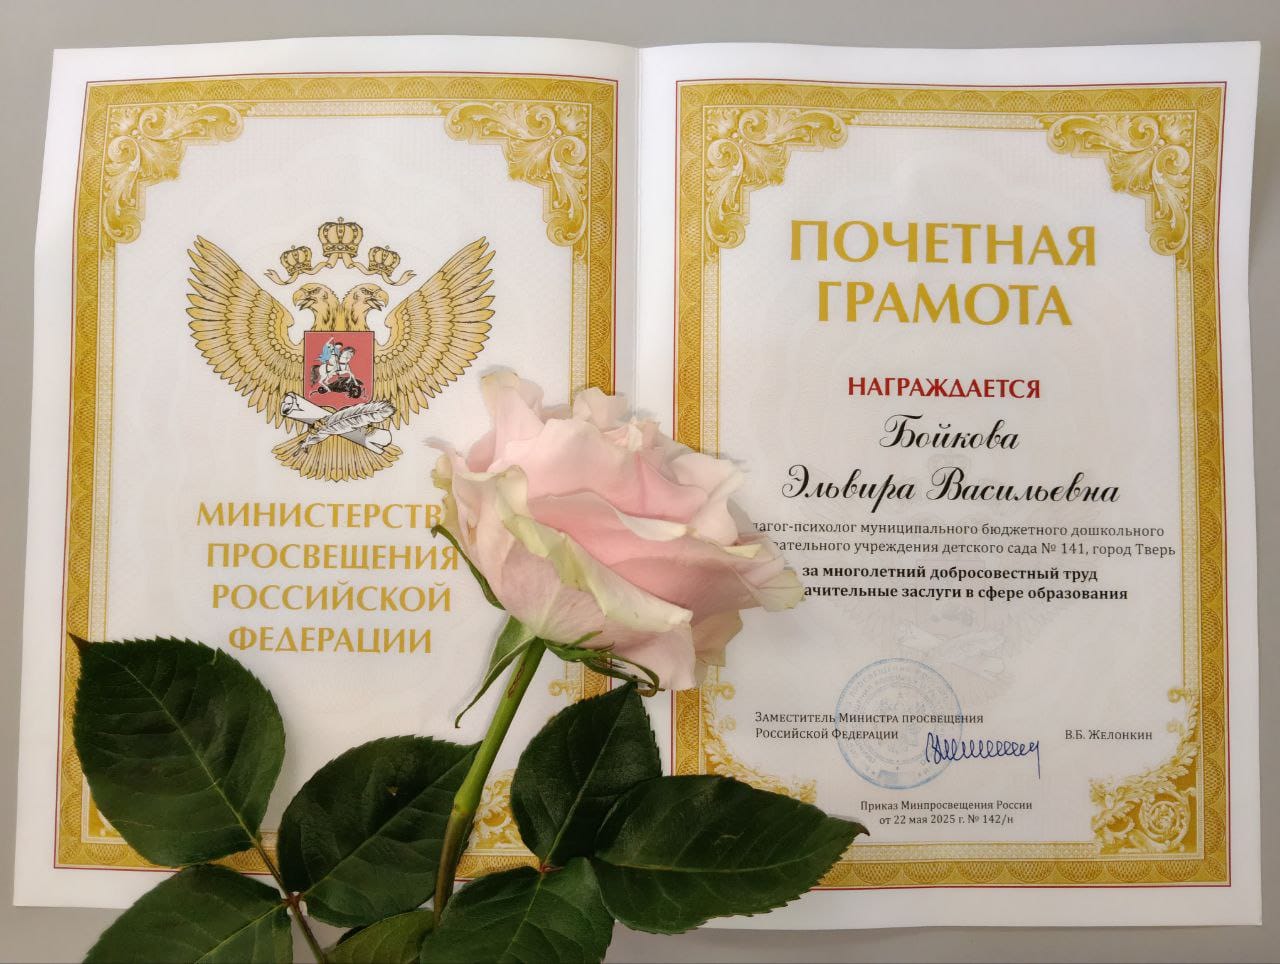 МИНИСТЕРСТВ
ПРОСВЕЩЕНИЯ
РОССИЙСКОЙ
ФЕДЕРАЦИИ
ПОЧЕТНАЯ
ГРАМОТА
НАГРАЖДАЕТСЯ
Бойкова
Эльвира Васильевна
агог-психолог муниципального бюджетного дошкольного
вательного учреждения детского сада № 141, город Тверь
за многолетний добросовестный труд
ачительные заслуги в сфере образования
Заместитель Министра просвещения
Российской Федерации
В.Б. Желонкин
Приказ Минпросвещения России
от 22 мая 2025 г. № 142/н